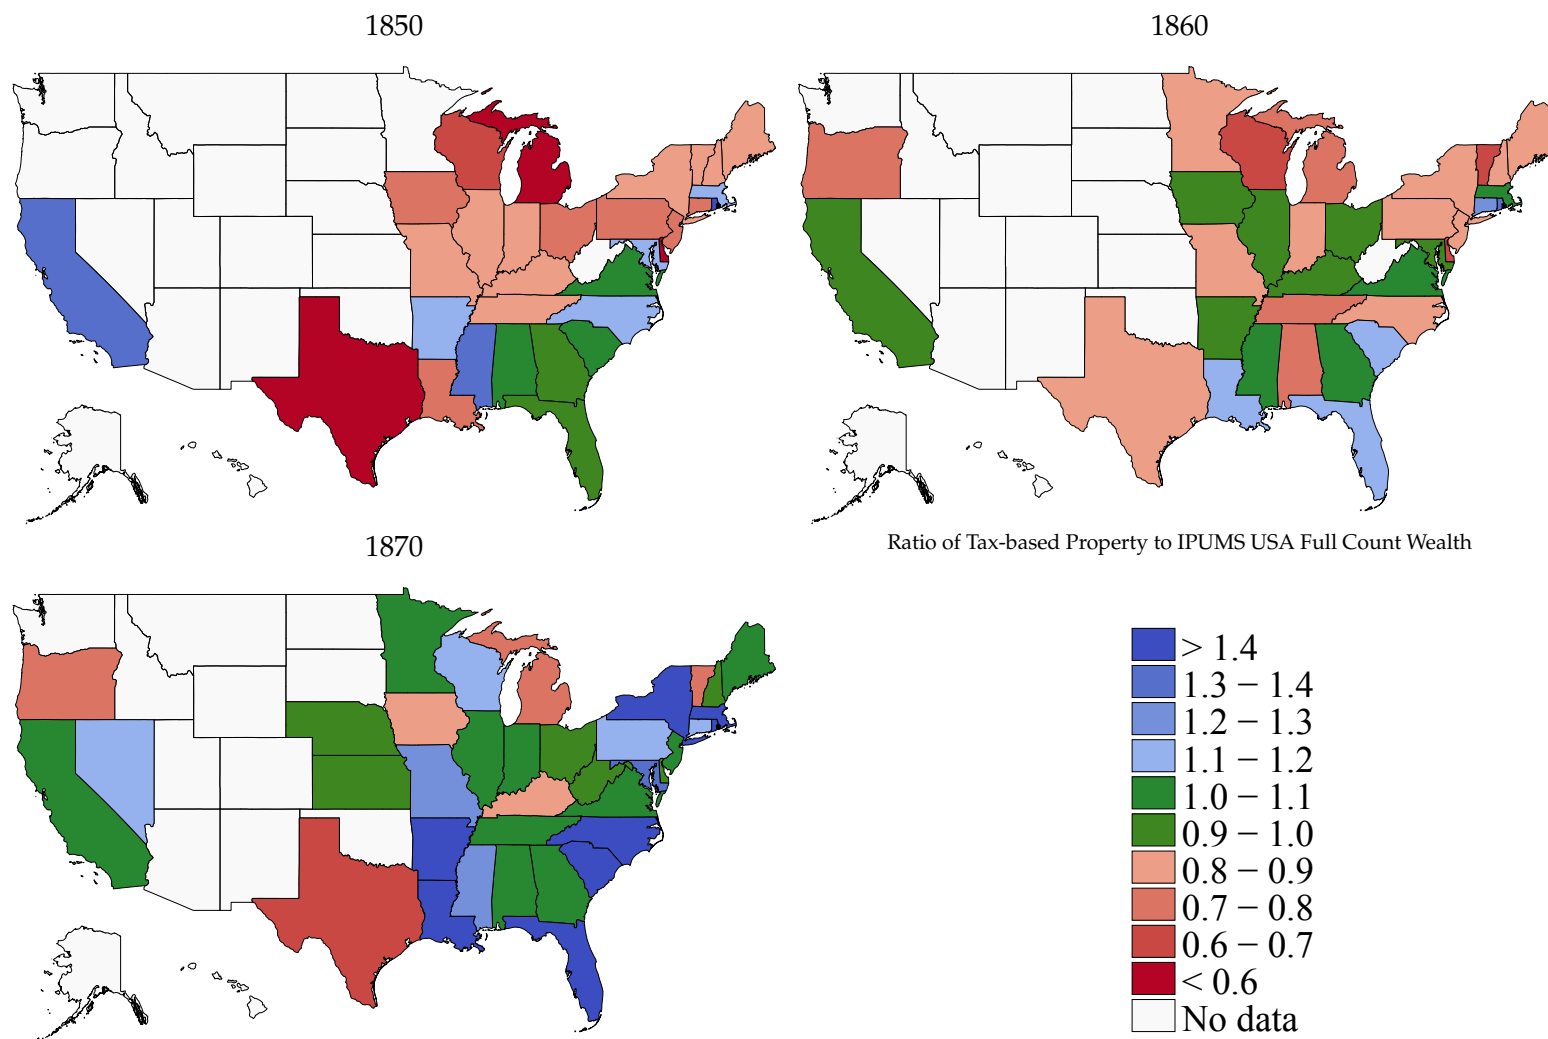 1850
1860
1870
Ratio of Tax-based Property to IPUMS USA Full Count Wealth
> 1.4
1.3 − 1.4
1.2 − 1.3
1.1 − 1.2
1.0 − 1.1
0.9 − 1.0
0.8 − 0.9
0.7 − 0.8
0.6 − 0.7
< 0.6
No data